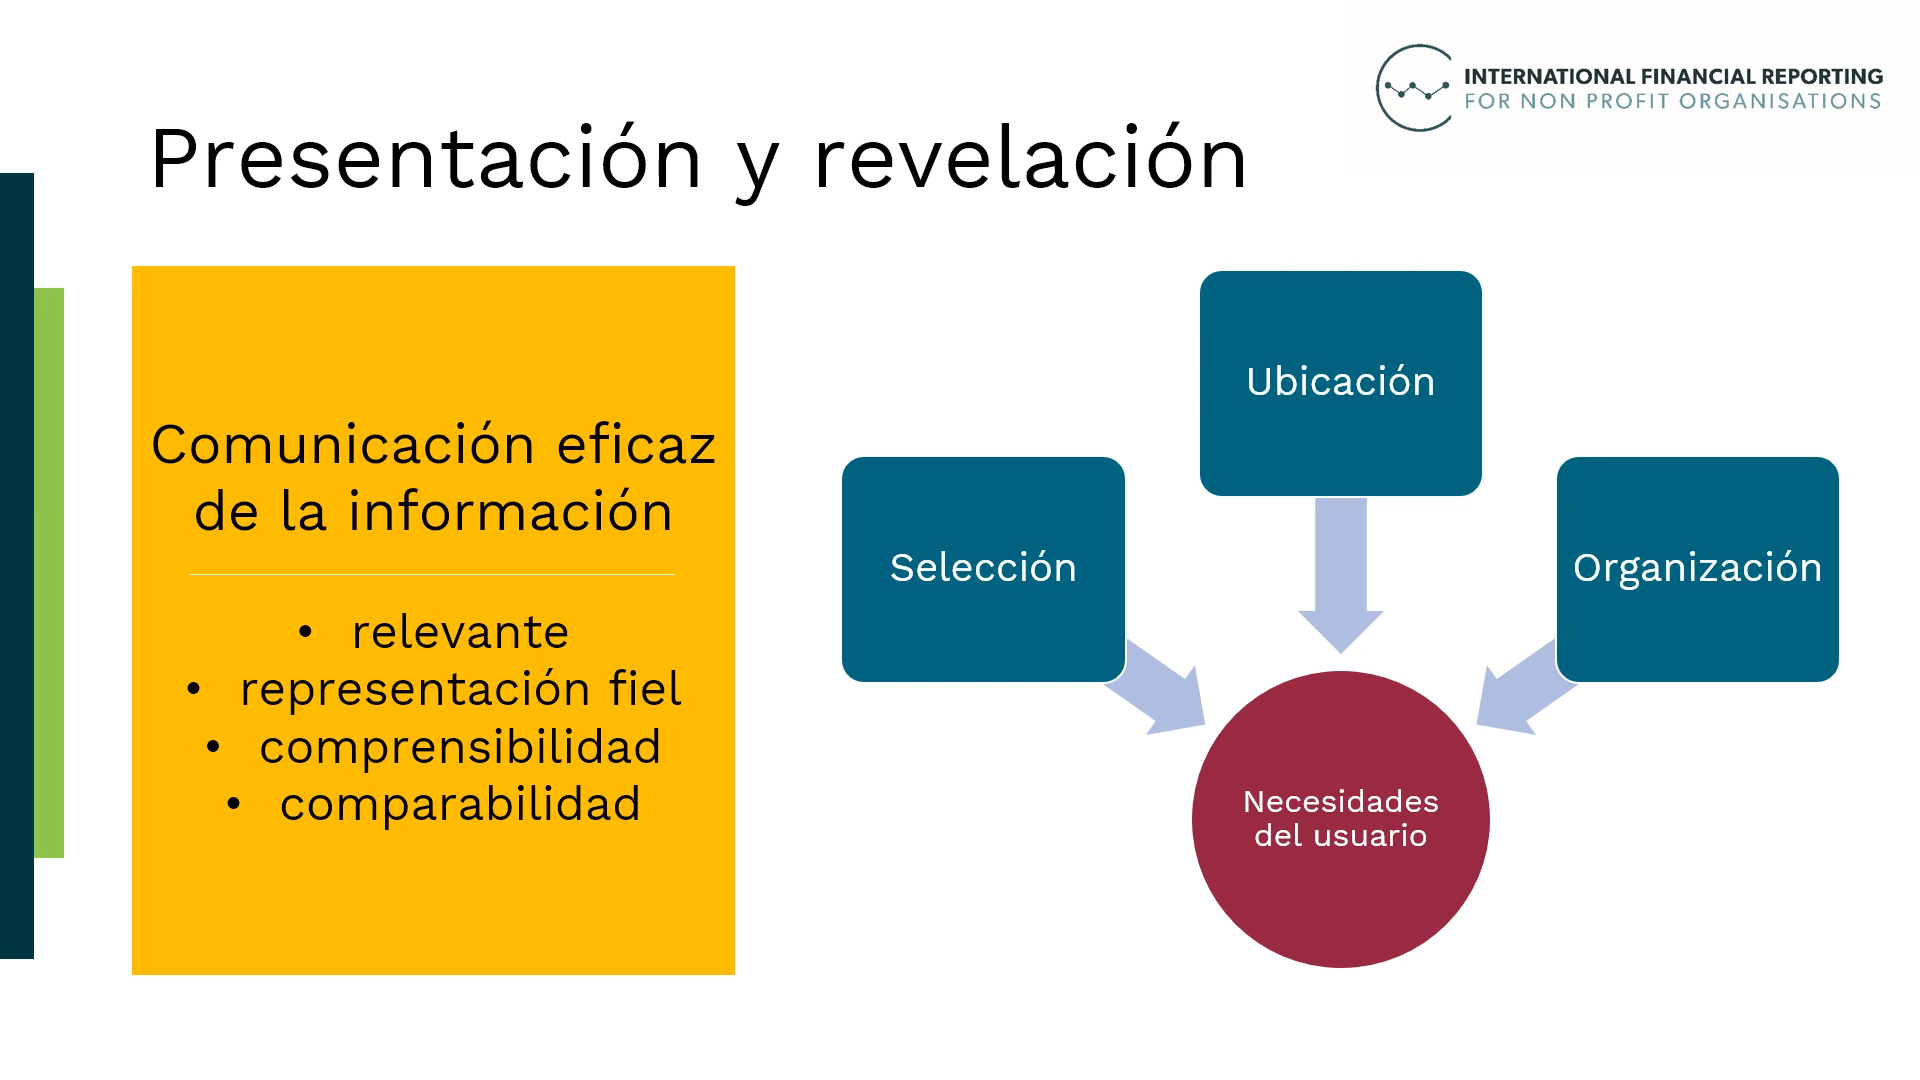 INTERNATIONAL FINANCIAL REPORTING
FOR NON PROFIT ORGANISATIONS
Presentación y revelación
Comunicación eficaz
de la información
• relevante
• representación fiel
• comprensibilidad
• comparabilidad
Ubicación
Selección
Organización
Necesidades
del usuario